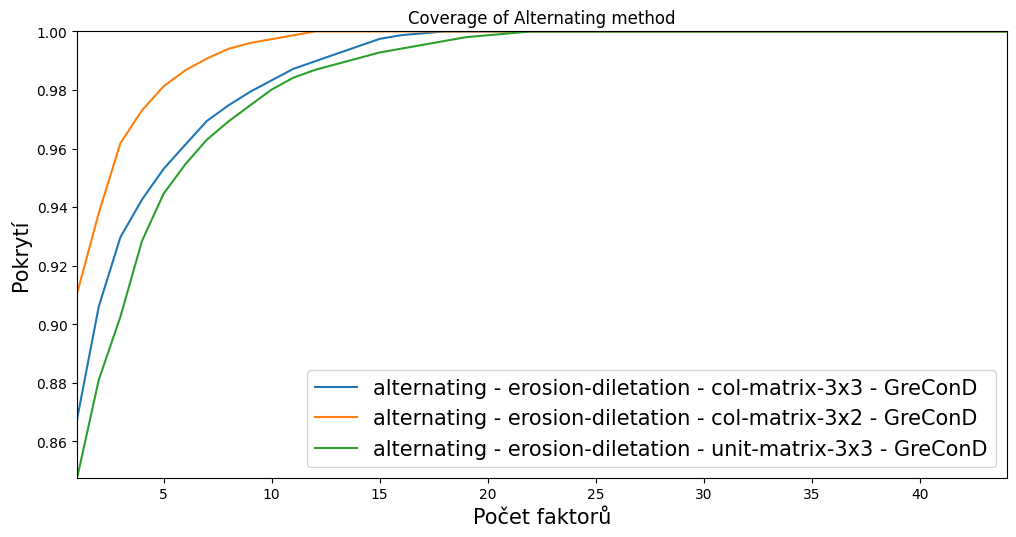 Coverage of Alternating method
1.00
0.98
0.96
0.94
0.92
0.90
0.88
0.86
Pokrytí
alternating - erosion-diletation - col-matrix-3x3 - GreConD
alternating - erosion-diletation - col-matrix-3x2 - GreConD
alternating - erosion-diletation - unit-matrix-3x3 - GreConD
5 10 15 20 25 30 35 40
Počet faktorů